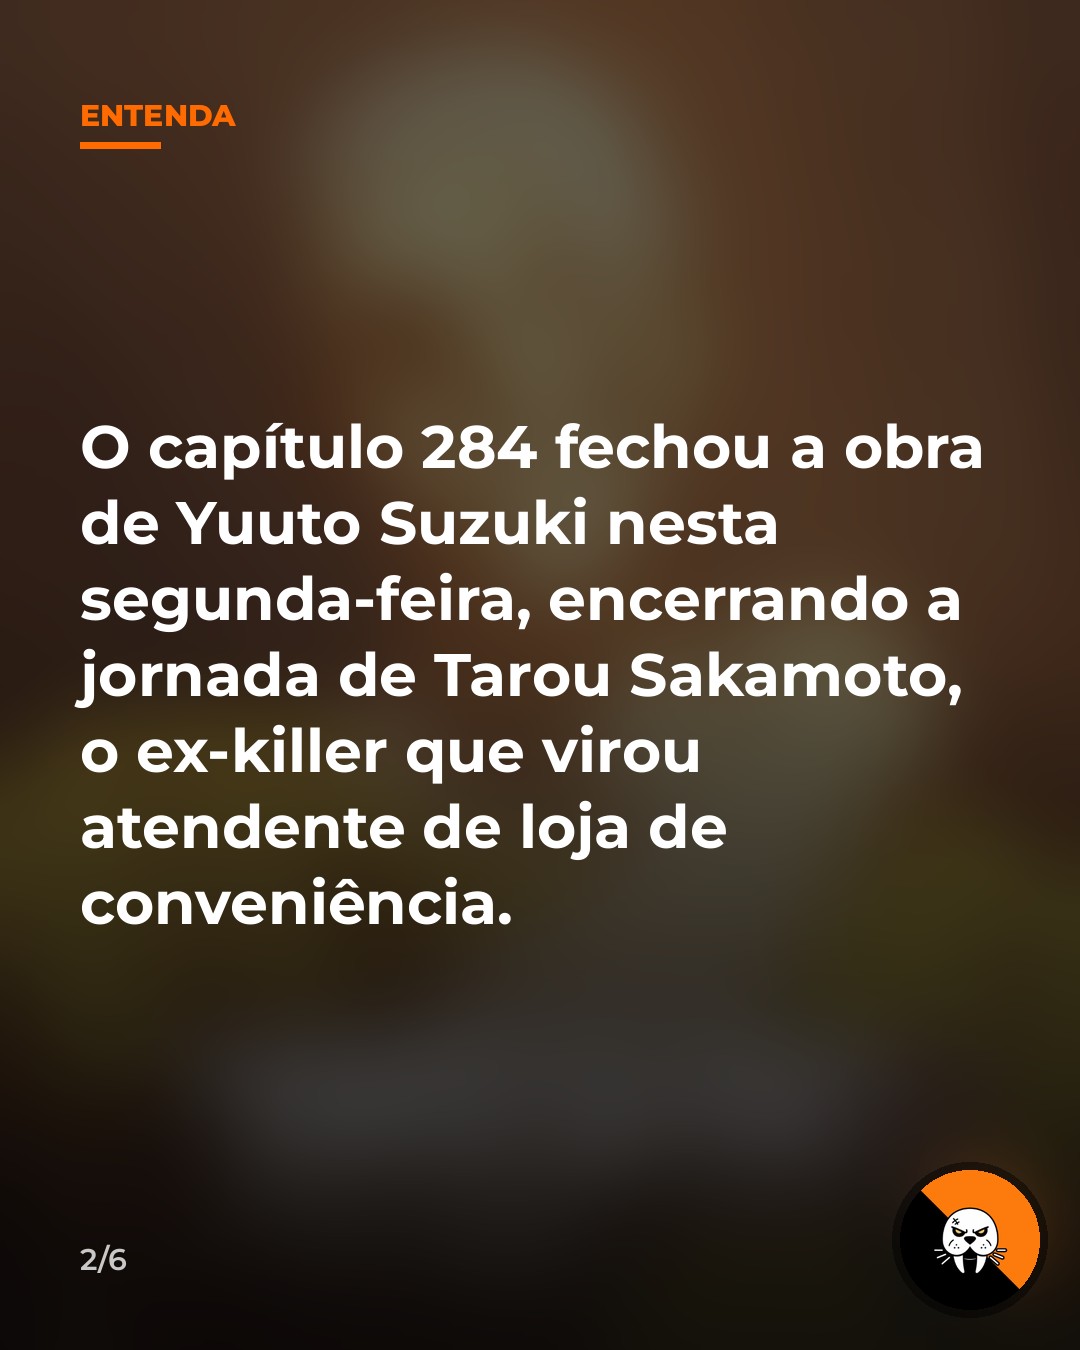 ENTENDA
O capítulo 284 fechou a obra
de Yuuto Suzuki nesta
segunda-feira, encerrando a
jornada de Tarou Sakamoto,
o ex-killer que virou
atendente de loja de
conveniência.
2/6